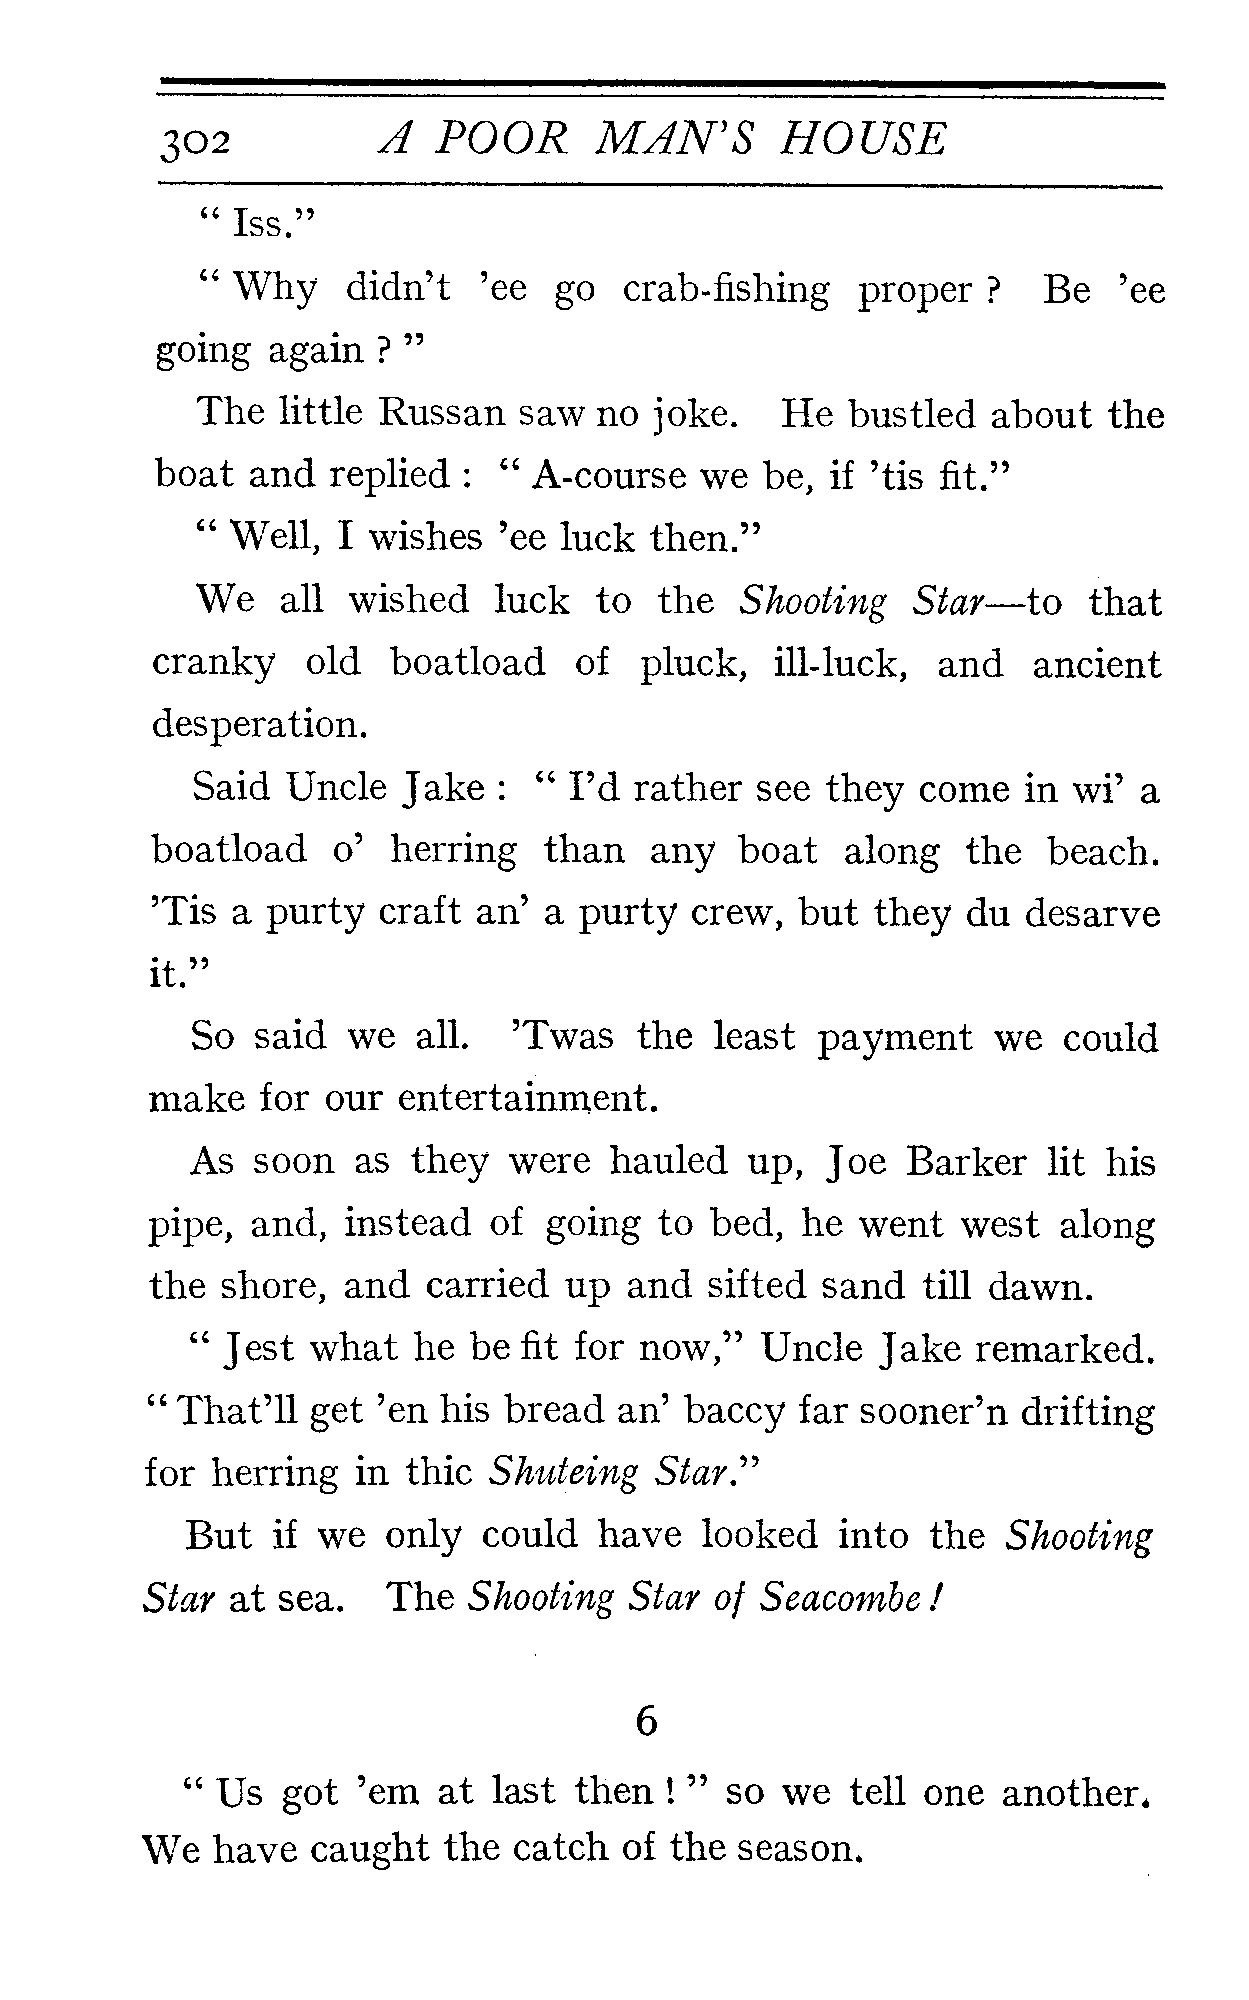 302 A POOR MAN'S HOUSE
“ Iss.”
“ Why didn't 'ee go crab-fishing proper ? Be 'ee
going again ? ”
The little Russan saw no joke. He bustled about the
boat and replied : “ A-course we be, if 'tis fit.”
“ Well, I wishes 'ee luck then.”
We all wished luck to the Shooting Star—to that
cranky old boatload of pluck, ill-luck, and ancient
desperation.
Said Uncle Jake : “ I'd rather see they come in wi' a
boatload o' herring than any boat along the beach.
'Tis a purty craft an' a purty crew, but they du desarve
it.”
So said we all. 'Twas the least payment we could
make for our entertainment.
As soon as they were hauled up, Joe Barker lit his
pipe, and, instead of going to bed, he went west along
the shore, and carried up and sifted sand till dawn.
“ Jest what he be fit for now,” Uncle Jake remarked.
“ That'll get 'en his bread an' baccy far sooner'n drifting
for herring in thic Shuteing Star.”
But if we only could have looked into the Shooting
Star at sea. The Shooting Star of Seacombe !
6
“ Us got 'em at last then ! ” so we tell one another.
We have caught the catch of the season.